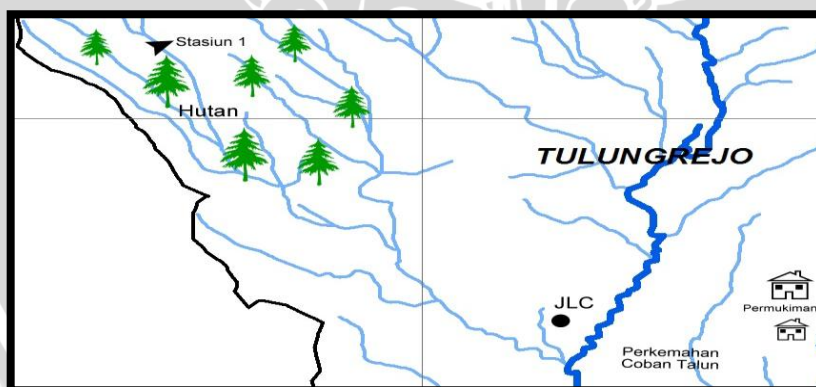 Stasiun 1
Hutan
TULUNGREJO
JLC
Permukiman
Perkemahan
Coban Talun